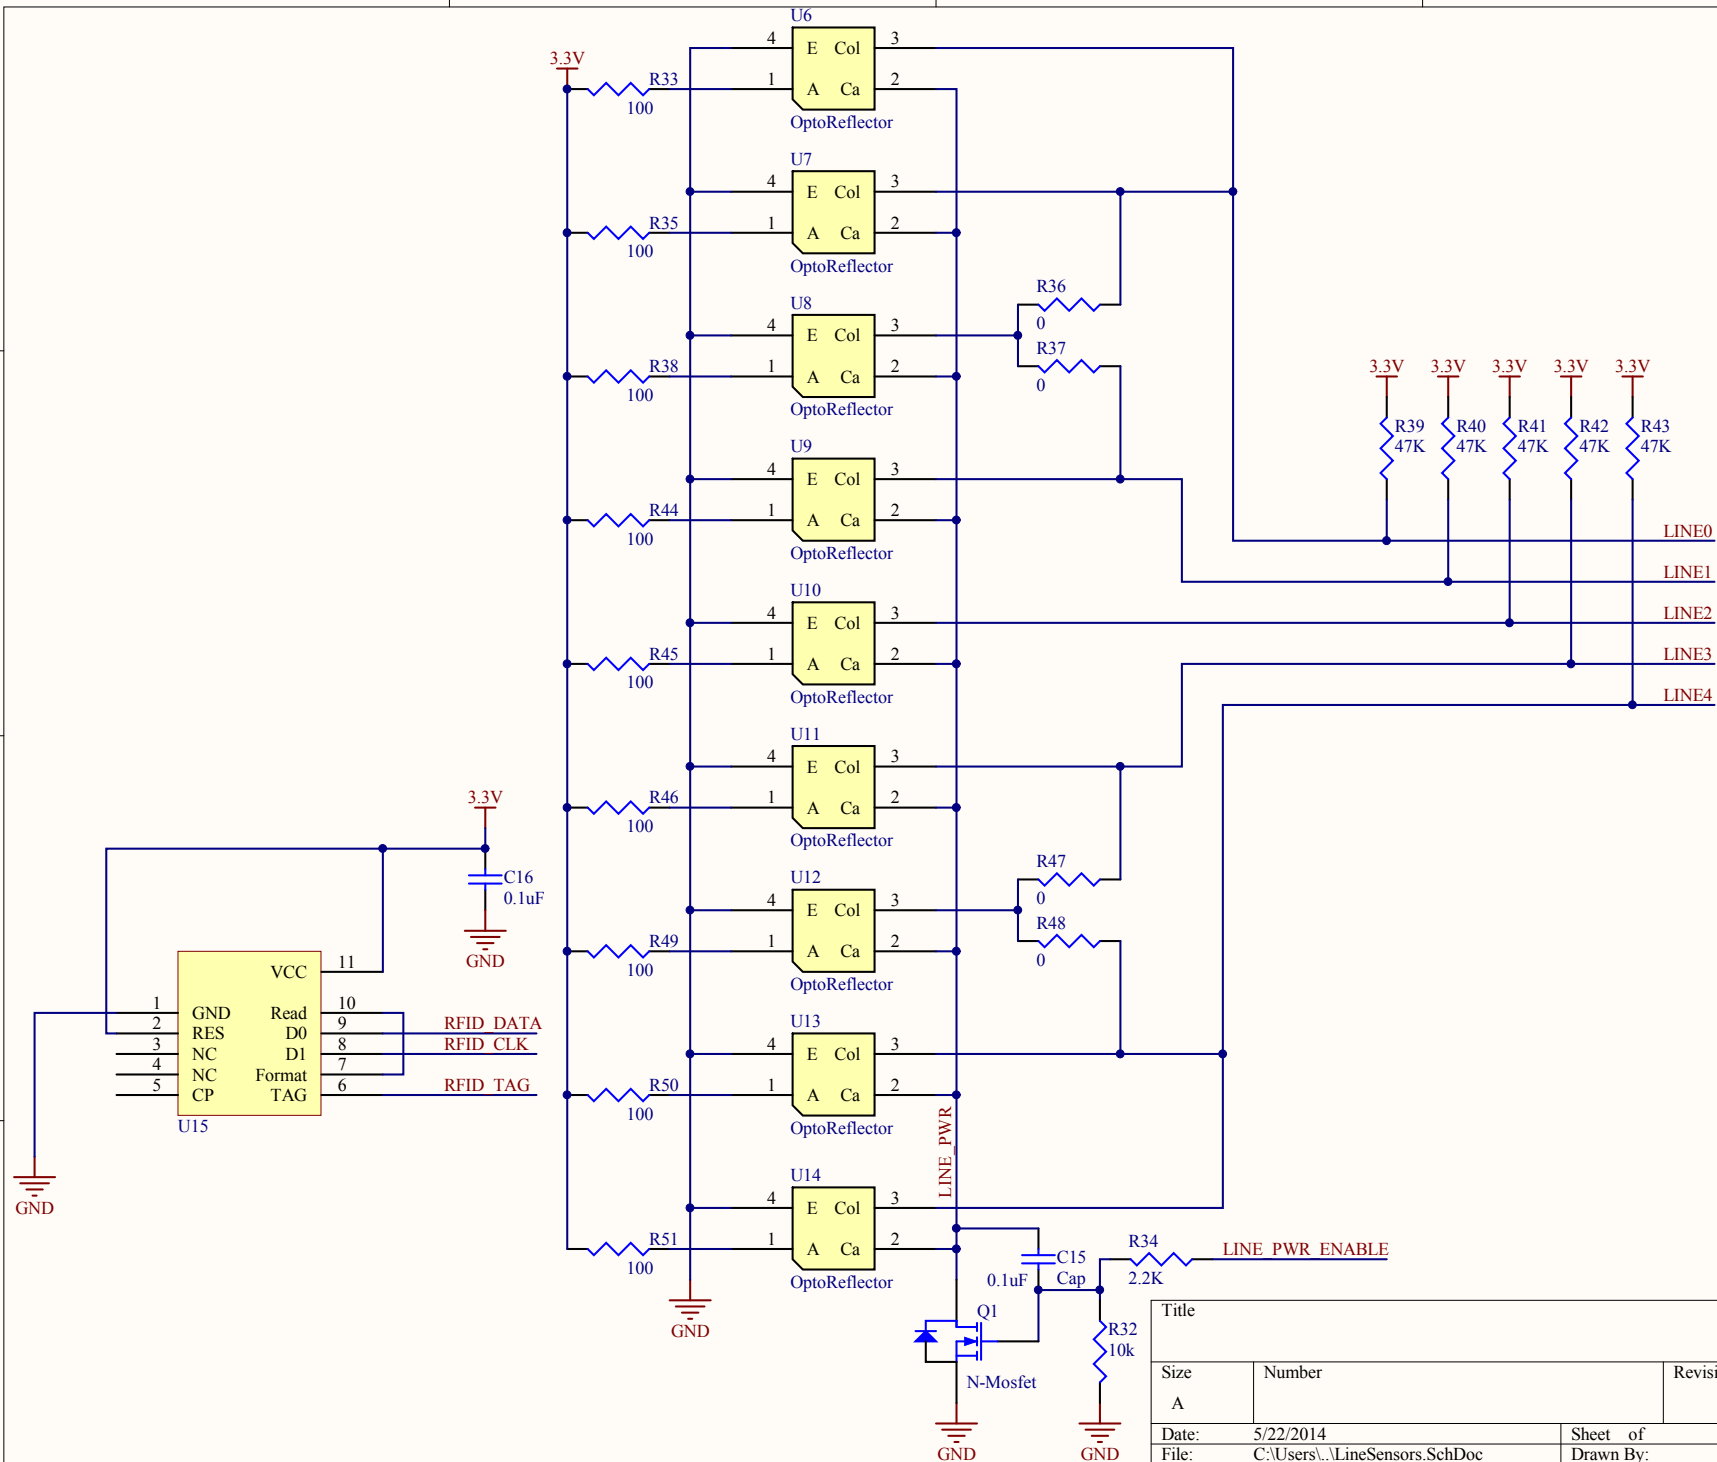 U6
4 E Col 3
3.3V
R33 1 A Ca 2
100
OptoReflector
U7
4 E Col 3
R35 1 A Ca 2
100
OptoReflector
R36
0
U8
4 E Col 3
R37
0
R38 1 A Ca 2
100
OptoReflector
3.3V 3.3V 3.3V 3.3V 3.3V
R39 R40 R41 R42 R43
47K 47K 47K 47K 47K
U9
4 E Col 3
R44 1 A Ca 2
100
OptoReflector
LINE0
LINE1
U10
4 E Col 3
LINE2
R45 1 A Ca 2
100
LINE3
OptoReflector
LINE4
U11
4 E Col 3
R46 1 A Ca 2
100
OptoReflector
3.3V
C16
0.1uF
GND
R47
0
U12
4 E Col 3
R48
0
R49 1 A Ca 2
100
OptoReflector
VCC 11
1 GND Read 10
2 RES D0 9 RFID_DATA
3 NC D1 8 RFID_CLK
4 NC Format 7
5 CP TAG 6 RFID_TAG
U15
GND
U13
4 E Col 3
R50 1 A Ca 2
100
OptoReflector
LINE_PWR
U14
4 E Col 3
R51 1 A Ca 2
100
OptoReflector
GND
C15
0.1uF Cap
R34
2.2K
LINE_PWR_ENABLE
Q1
N-Mosfet
R32
10k
GND
GND
Title
Size Number Revisi
A
Date: 5/22/2014 Sheet of
File: C:\Users\..\LineSensors.SchDoc Drawn By: